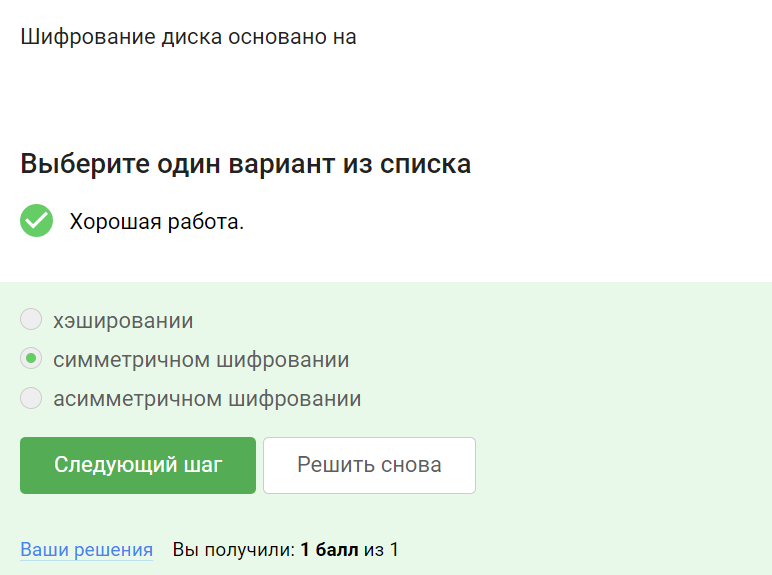 Шифрование диска основано на
Выберите один вариант из списка
Хорошая работа.
хэшировании
симметричном шифровании
асимметричном шифровании
Следующий шаг Решить снова
Ваши решения Вы получили: 1 балл из 1